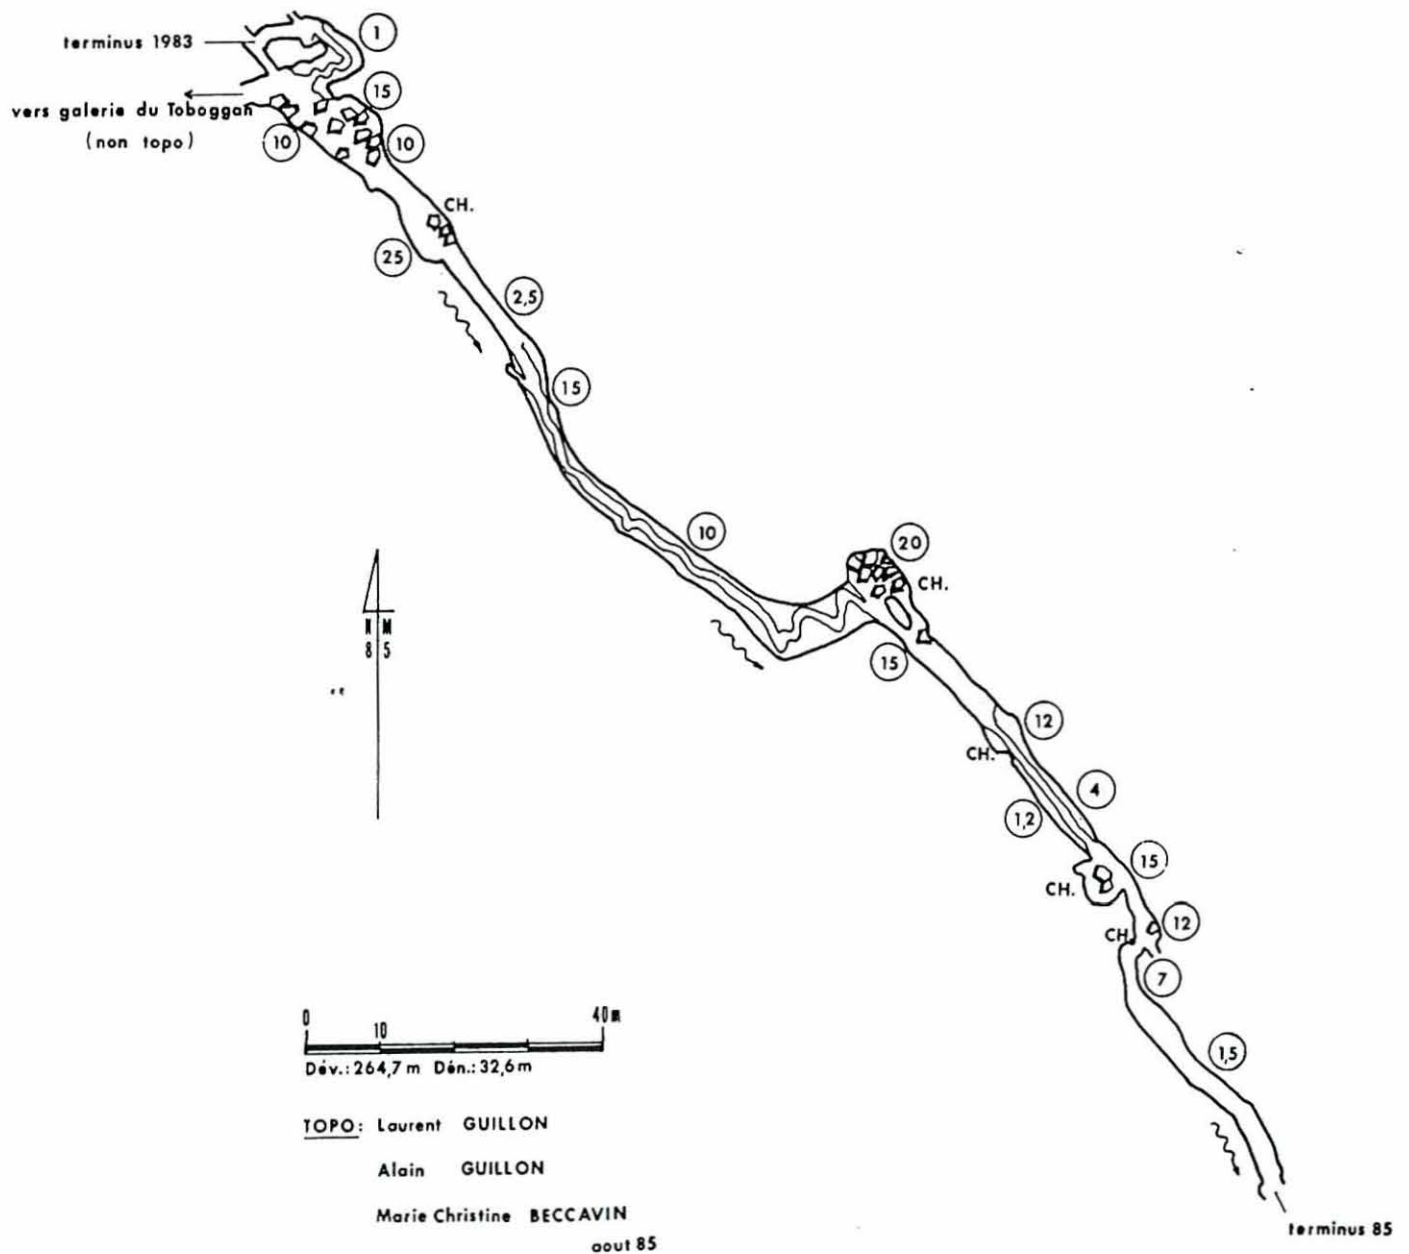 1
terminus 1983
15
vers galerie du Toboggan
(non topo)
10
10
CH.
25
2,5
15
10
20
CH.
N M
8 5
15
12
CH.
4
1,2
15
CH.
12
CH.
7
0 10 40m
Dév.: 264,7 m Dén.: 32,6m
1,5
TOPO: Laurent GUILLON
Alain GUILLON
Marie Christine BECCAVIN
aout 85
terminus 85